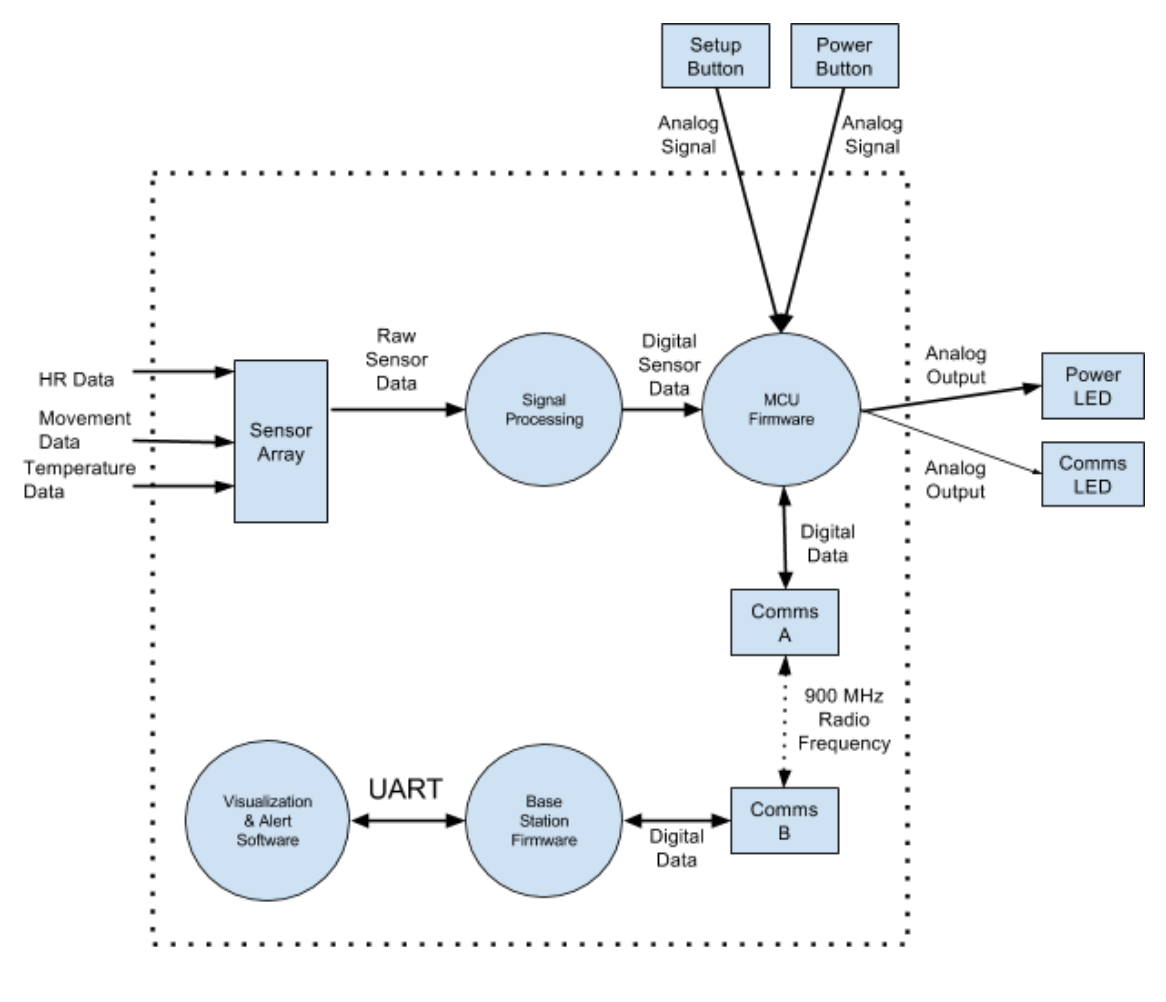 Setup
Button
Power
Button
Analog
Signal
Analog
Signal
HR Data
Movement
Data
Temperature
Data
Sensor
Array
Raw
Sensor
Data
Signal
Processing
Digital
Sensor
Data
MCU
Firmware
Analog
Output
Power
LED
Analog
Output
Comms
LED
Digital
Data
Comms
A
900 MHz
Radio
Frequency
Visualization
& Alert
Software
UART
Base
Station
Firmware
Digital
Data
Comms
B